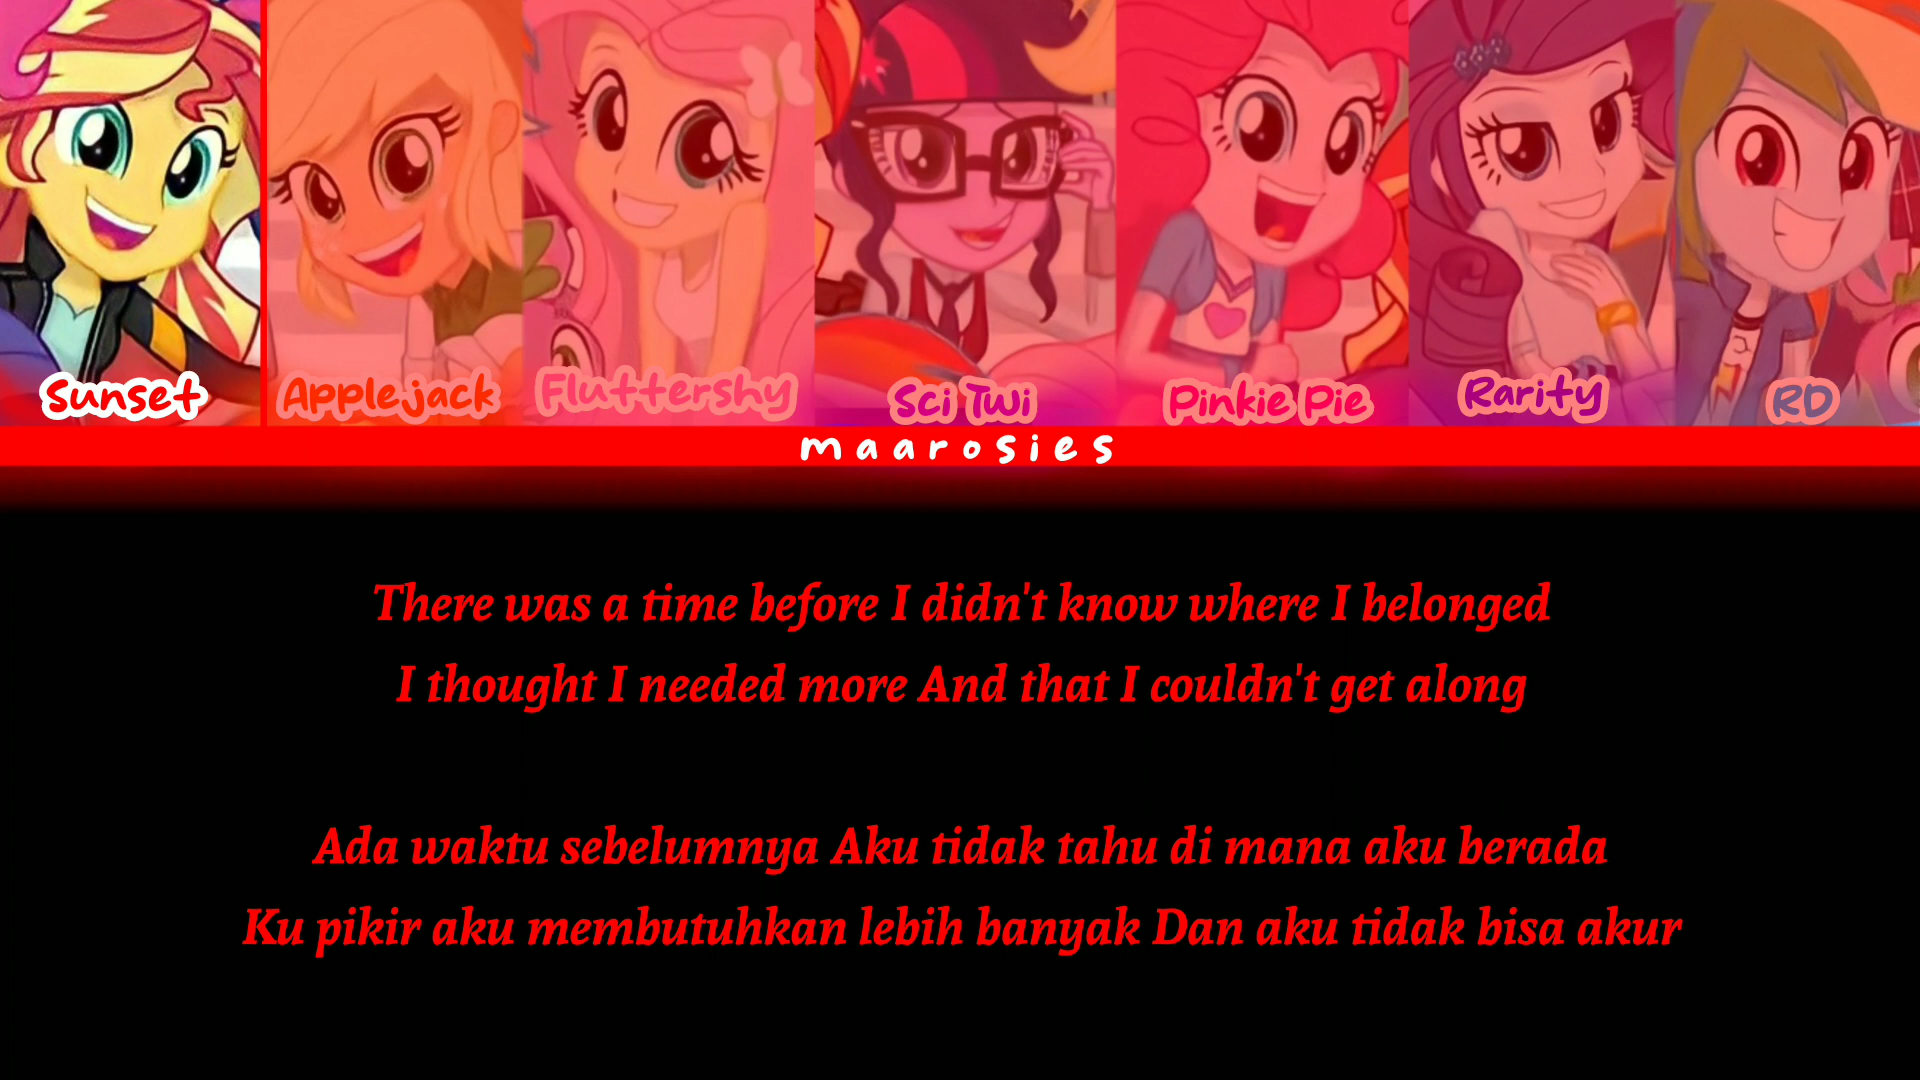 Sunset Applejack Fluttershy Sci Twi Pinkie Pie Rarity RD
maarosies
There was a time before I didn't know where I belonged
I thought I needed more And that I couldn't get along
Ada waktu sebelumnya Aku tidak tahu di mana aku berada
Ku pikir aku membutuhkan lebih banyak Dan aku tidak bisa akur